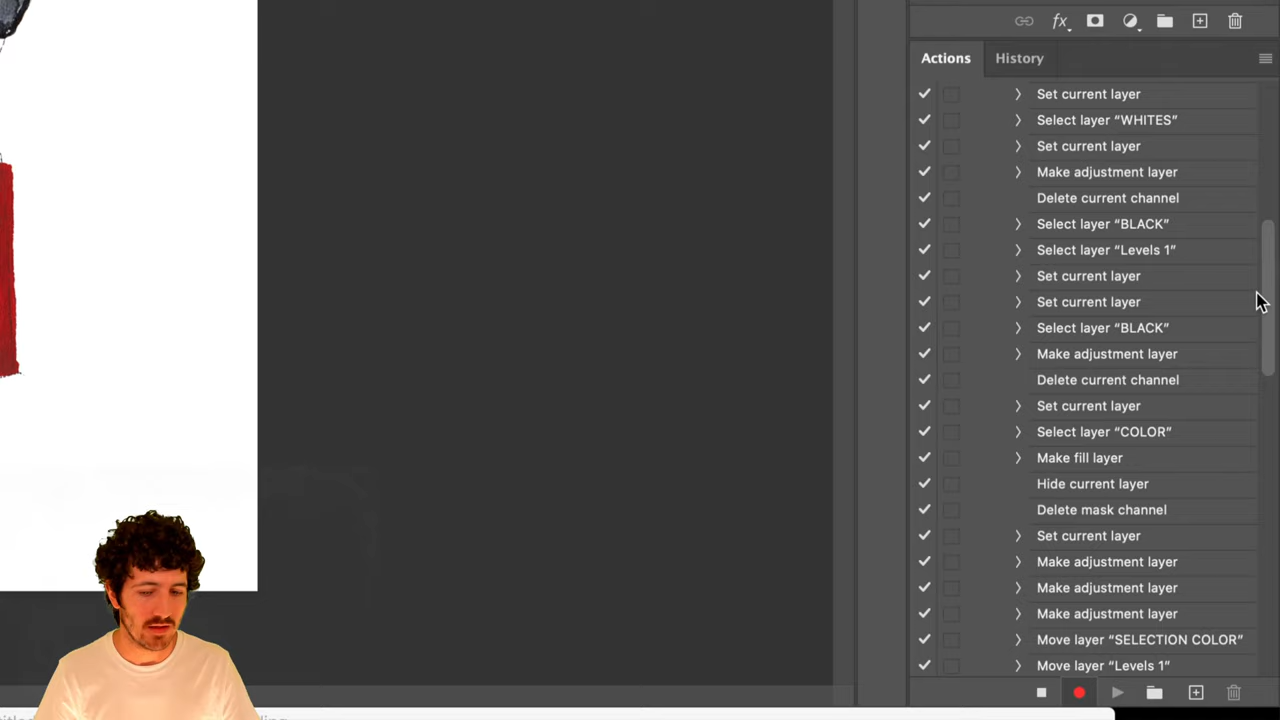 fx
Actions
History
Set current layer
Select layer “WHITES”
Set current layer
Make adjustment layer
Delete current channel
Select layer “BLACK”
Select layer “Levels 1”
Set current layer
Set current layer
Select layer “BLACK”
Make adjustment layer
Delete current channel
Set current layer
Select layer “COLOR”
Make fill layer
Hide current layer
Delete mask channel
Set current layer
Make adjustment layer
Make adjustment layer
Make adjustment layer
Move layer “SELECTION COLOR”
Move layer “Levels 1”